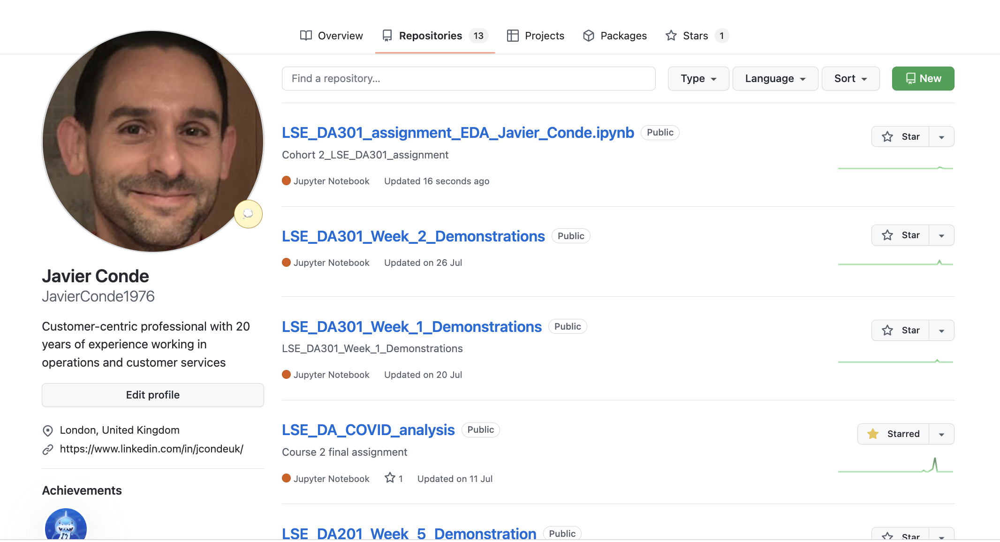 Overview Repositories 13 Projects Packages Stars 1
Find a repository... Type Language Sort New
LSE_DA301_assignment_EDA_Javier_Conde.ipynb Public Star
Cohort 2_LSE_DA301_assignment
Jupyter Notebook Updated 16 seconds ago
LSE_DA301_Week_2_Demonstrations Public Star
Jupyter Notebook Updated on 26 Jul
LSE_DA301_Week_1_Demonstrations Public Star
LSE_DA301_Week_1_Demonstrations
Jupyter Notebook Updated on 20 Jul
LSE_DA_COVID_analysis Public Starred
Course 2 final assignment
Jupyter Notebook 1 Updated on 11 Jul
LSE_DA201_Week_5_Demonstration Public Star
Javier Conde
JavierConde1976
Customer-centric professional with 20
years of experience working in
operations and customer services
Edit profile
London, United Kingdom
https://www.linkedin.com/in/jcondeuk/
Achievements